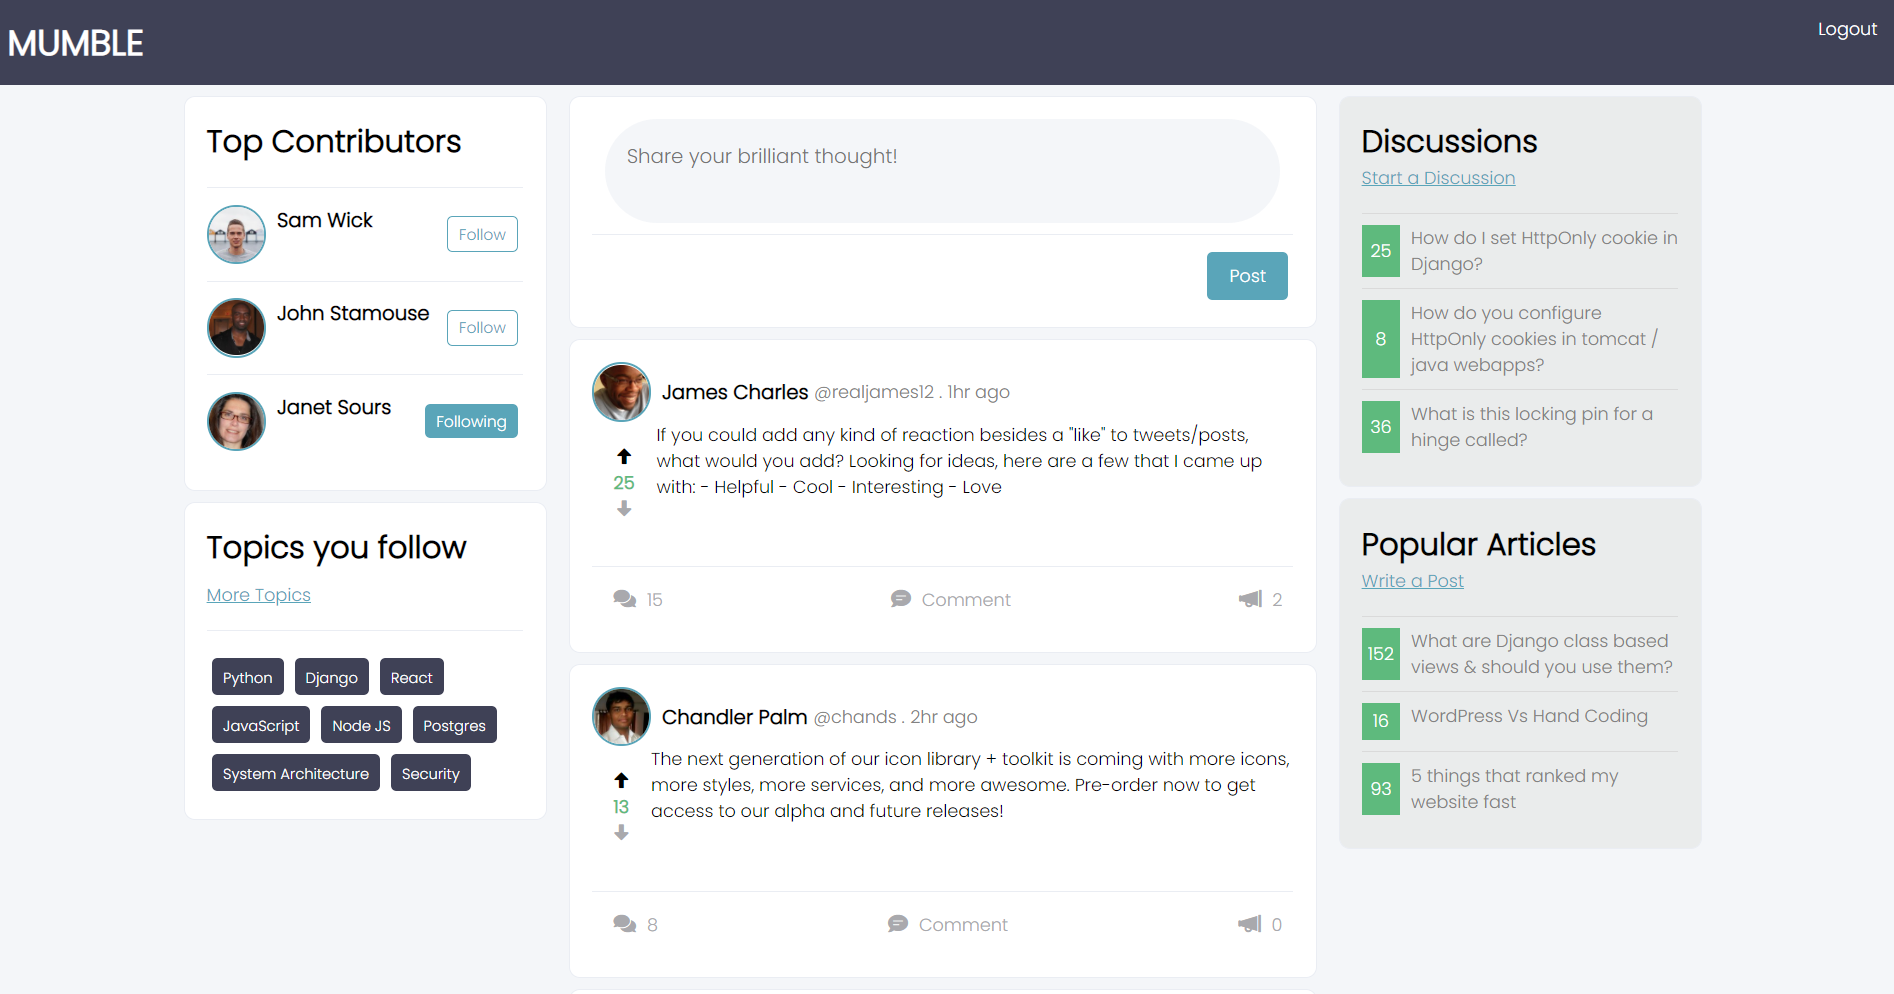 MUMBLE
Logout
Top Contributors
Sam Wick
Follow
John Stamouse
Follow
Janet Sours
Following
Topics you follow
More Topics
Python
Django
React
JavaScript
Node JS
Postgres
System Architecture
Security
Share your brilliant thought!
Post
James Charles @realjames12 . 1hr ago
If you could add any kind of reaction besides a "like" to tweets/posts,
what would you add? Looking for ideas, here are a few that I came up
with: - Helpful - Cool - Interesting - Love
25
15
Comment
2
Chandler Palm @chands . 2hr ago
The next generation of our icon library + toolkit is coming with more icons,
more styles, more services, and more awesome. Pre-order now to get
access to our alpha and future releases!
13
8
Comment
0
Discussions
Start a Discussion
25
How do I set HttpOnly cookie in
Django?
8
How do you configure
HttpOnly cookies in tomcat /
java webapps?
36
What is this locking pin for a
hinge called?
Popular Articles
Write a Post
152
What are Django class based
views & should you use them?
16
WordPress Vs Hand Coding
93
5 things that ranked my
website fast